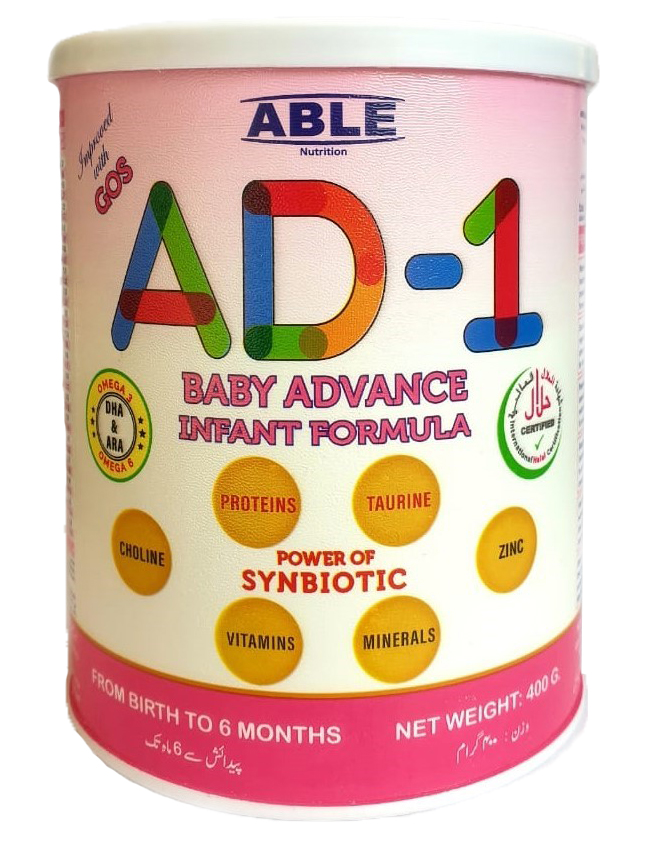 ABLE
Nutrition
Improved
with
GOS
AD-1
BABY ADVANCE
INFANT FORMULA
OMEGA 3
DHA
&
ARA
OMEGA 6
حلال
CERTIFIED
PROTEINS
TAURINE
CHOLINE
ZINC
POWER OF
SYNBIOTIC
VITAMINS
MINERALS
FROM BIRTH TO 6 MONTHS
پیدائش سے 6 ماہ تک
NET WEIGHT: 400 G.
وزن: ۴۰۰ گرام